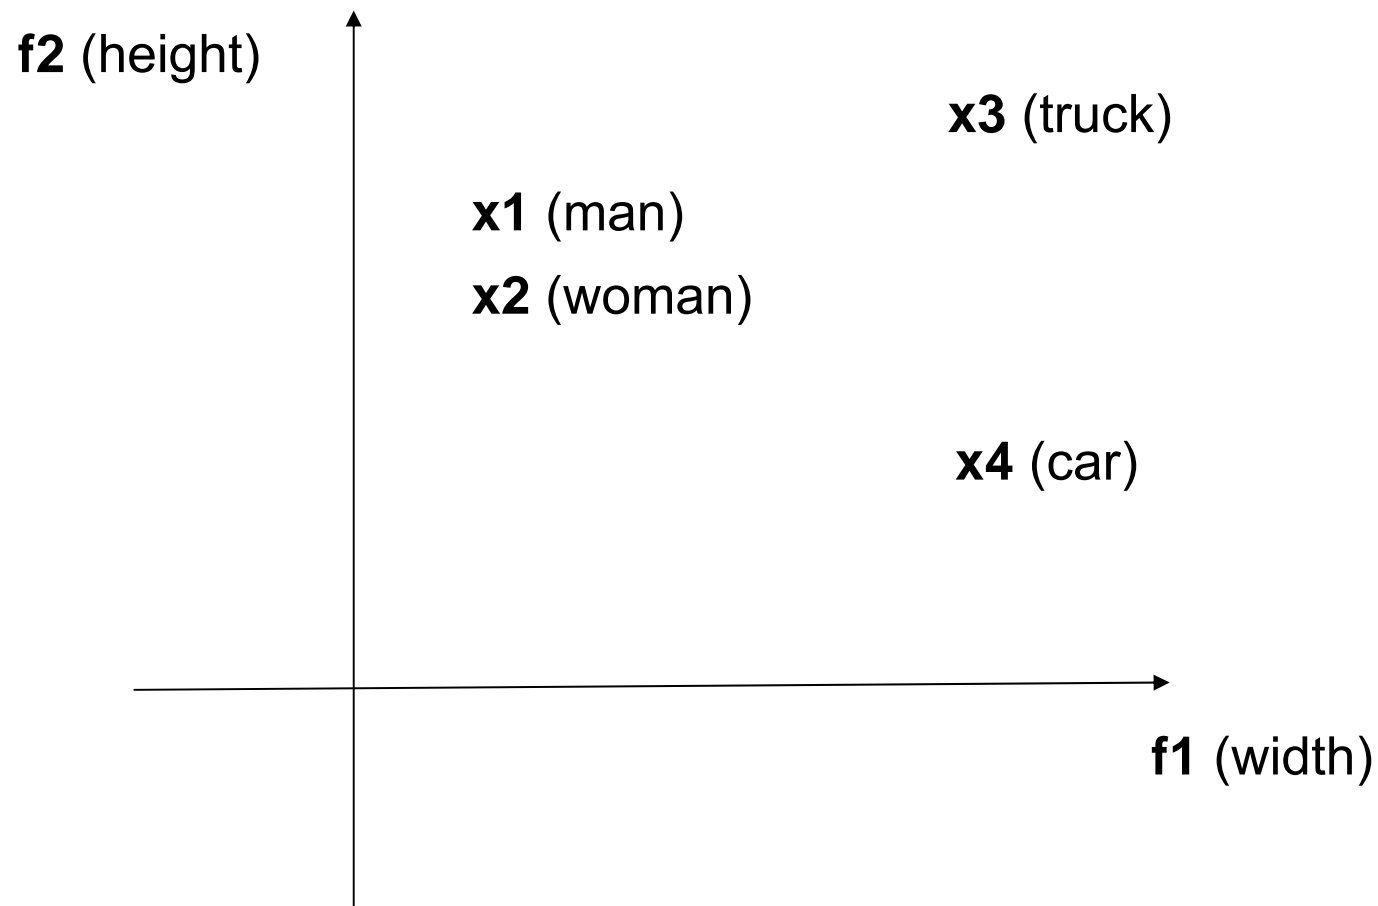 f2 (height)
x3 (truck)
x1 (man)
x2 (woman)
x4 (car)
f1 (width)